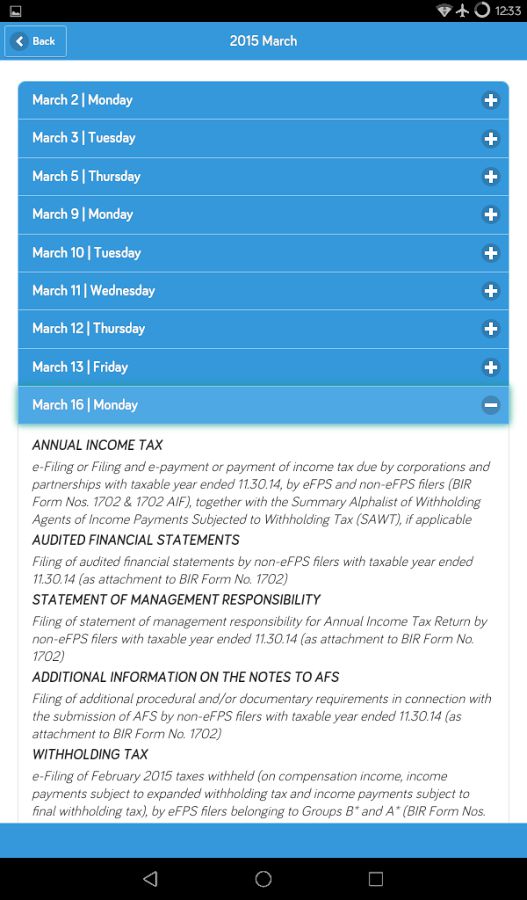 12:33
Back
2015 March
March 2 | Monday
March 3 | Tuesday
March 5 | Thursday
March 9 | Monday
March 10 | Tuesday
March 11 | Wednesday
March 12 | Thursday
March 13 | Friday
March 16 | Monday
ANNUAL INCOME TAX
e-Filing or Filing and e-payment or payment of income tax due by corporations and
partnerships with taxable year ended 11.30.14, by eFPS and non-eFPS filers (BIR
Form Nos. 1702 & 1702 AIF), together with the Summary Alphalist of Withholding
Agents of Income Payments Subjected to Withholding Tax (SAWT), if applicable
AUDITED FINANCIAL STATEMENTS
Filing of audited financial statements by non-eFPS filers with taxable year ended
11.30.14 (as attachment to BIR Form No. 1702)
STATEMENT OF MANAGEMENT RESPONSIBILITY
Filing of statement of management responsibility for Annual Income Tax Return by
non-eFPS filers with taxable year ended 11.30.14 (as attachment to BIR Form No.
1702)
ADDITIONAL INFORMATION ON THE NOTES TO AFS
Filing of additional procedural and/or documentary requirements in connection with
the submission of AFS by non-eFPS filers with taxable year ended 11.30.14 (as
attachment to BIR Form No. 1702)
WITHHOLDING TAX
e-Filing of February 2015 taxes withheld (on compensation income, income
payments subject to expanded withholding tax and income payments subject to
final withholding tax), by eFPS filers belonging to Groups B* and A* (BIR Form Nos.